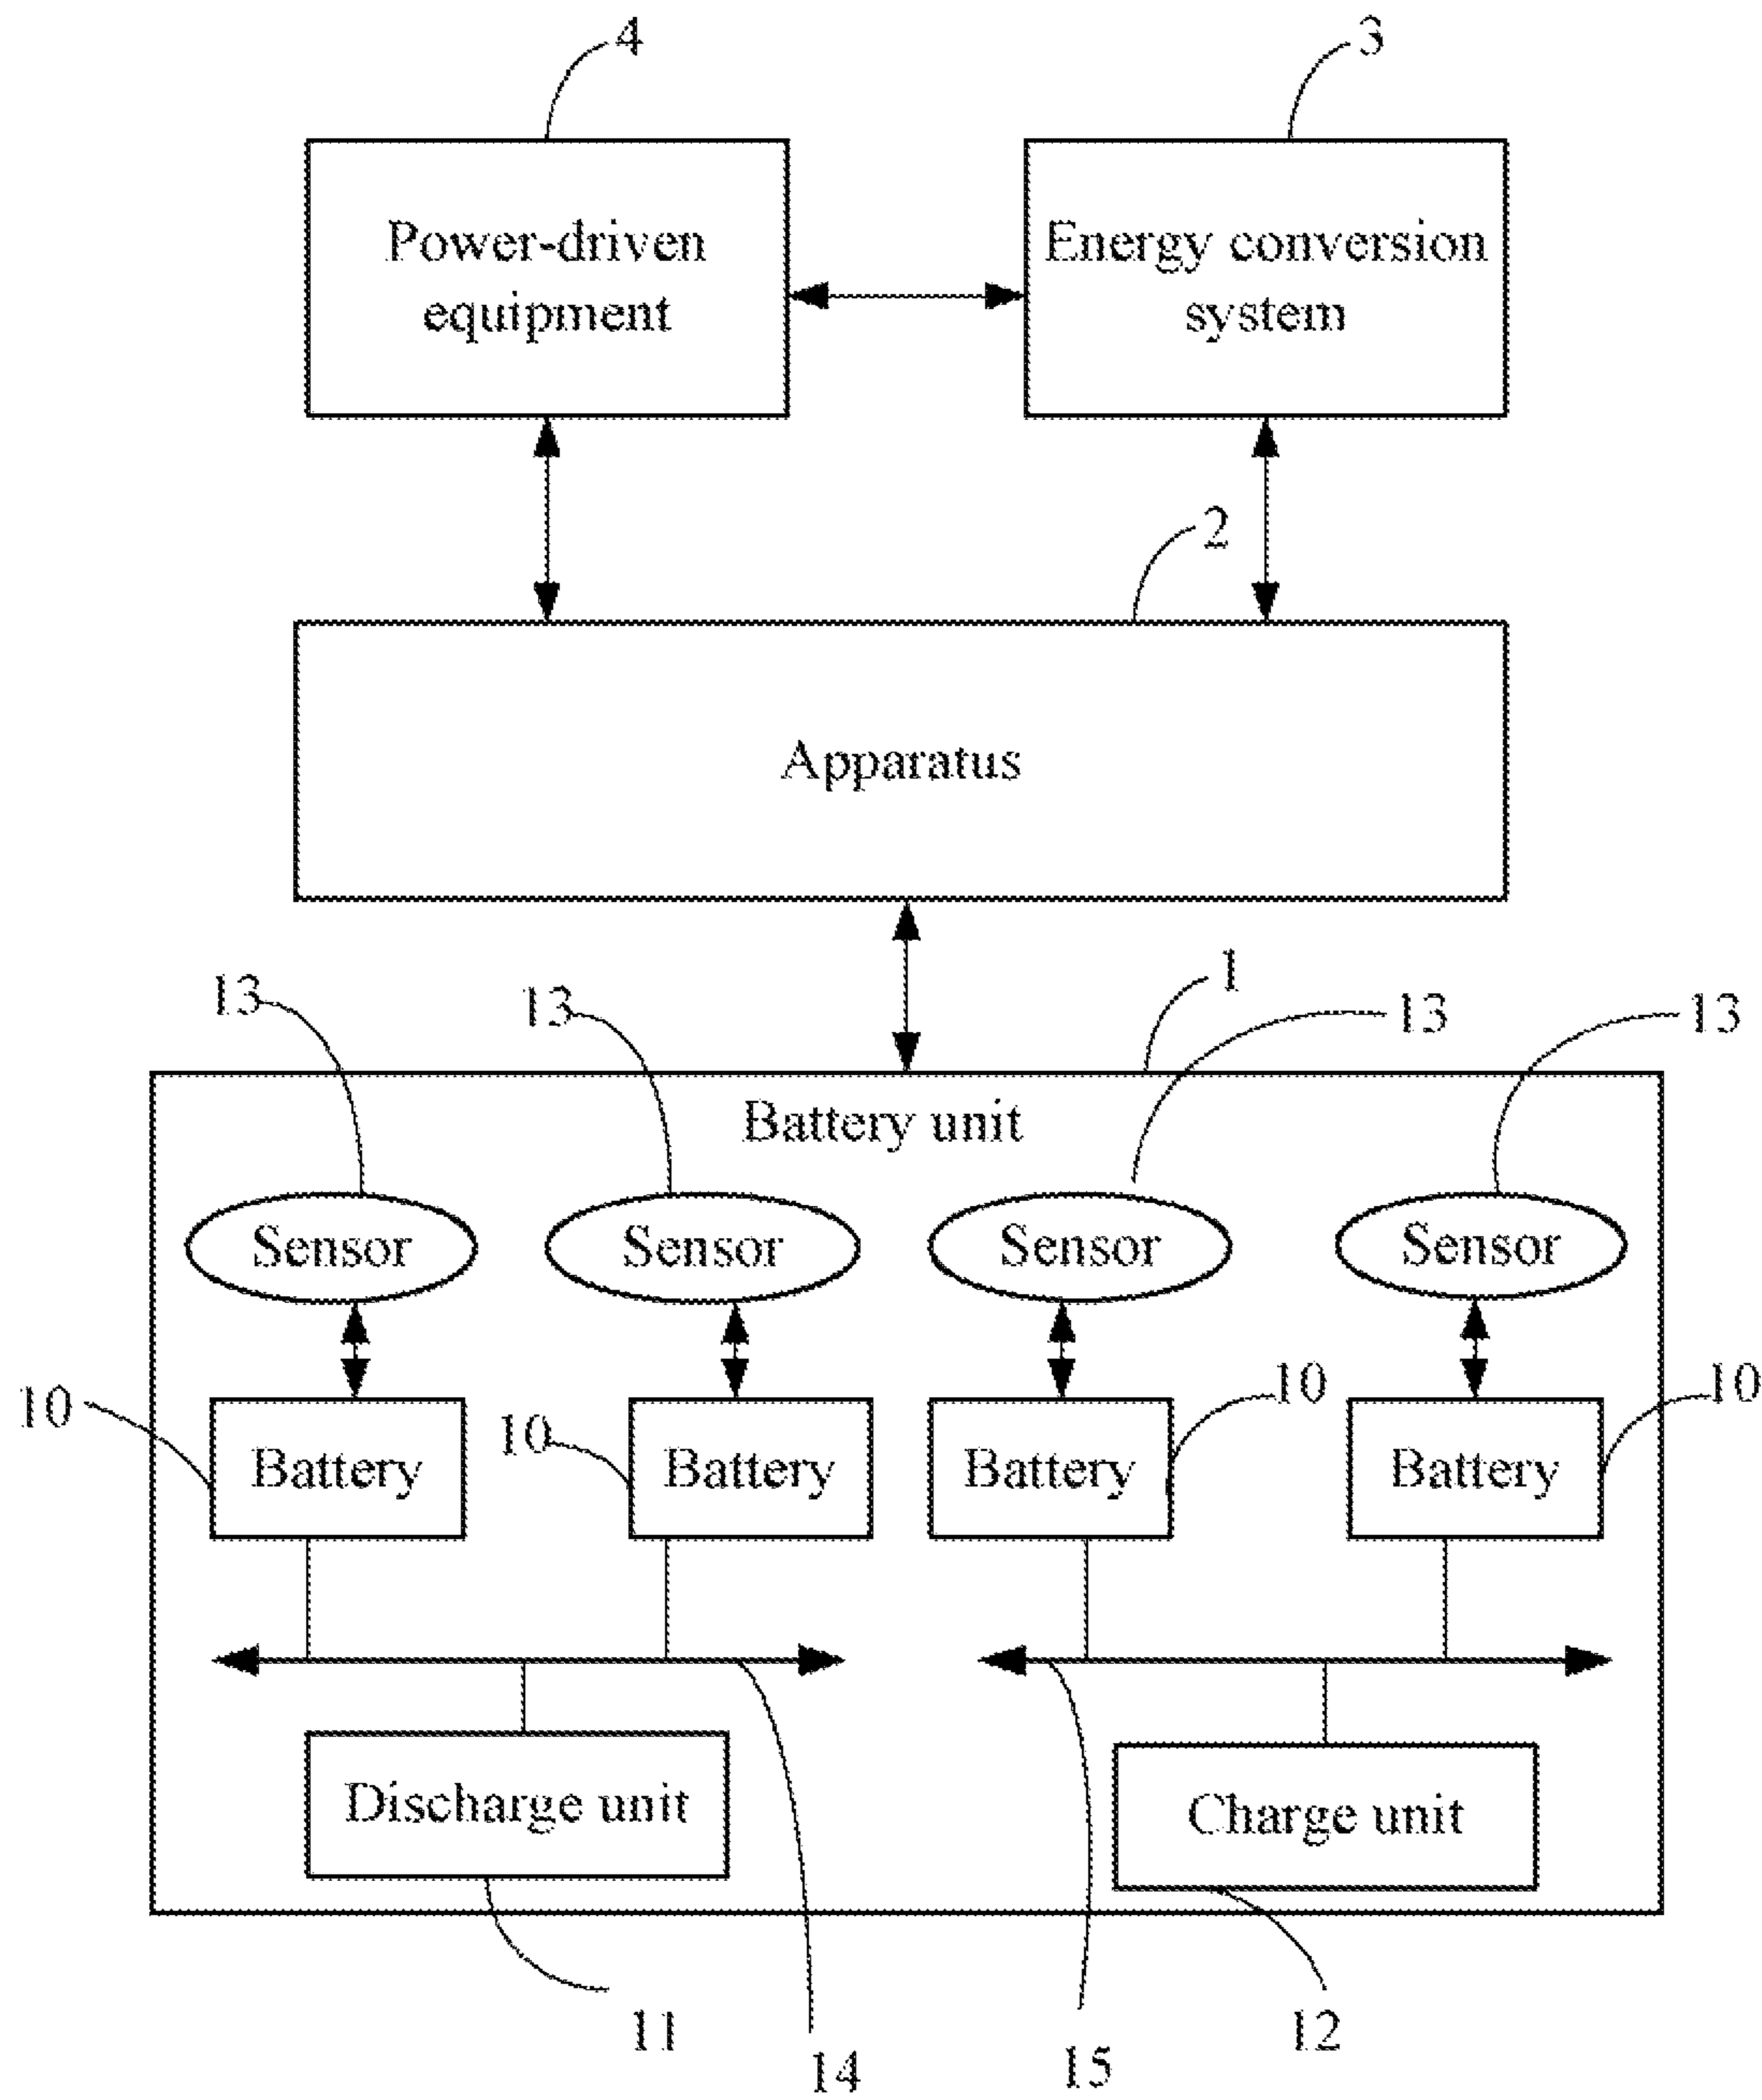 4
3
Power-driven
equipment
Energy conversion
system
2
Apparatus
13
13
1
13
13
Battery unit
Sensor
Sensor
Sensor
Sensor
10
10
10
10
Battery
Battery
Battery
Battery
Discharge unit
Charge unit
11
14
15
12